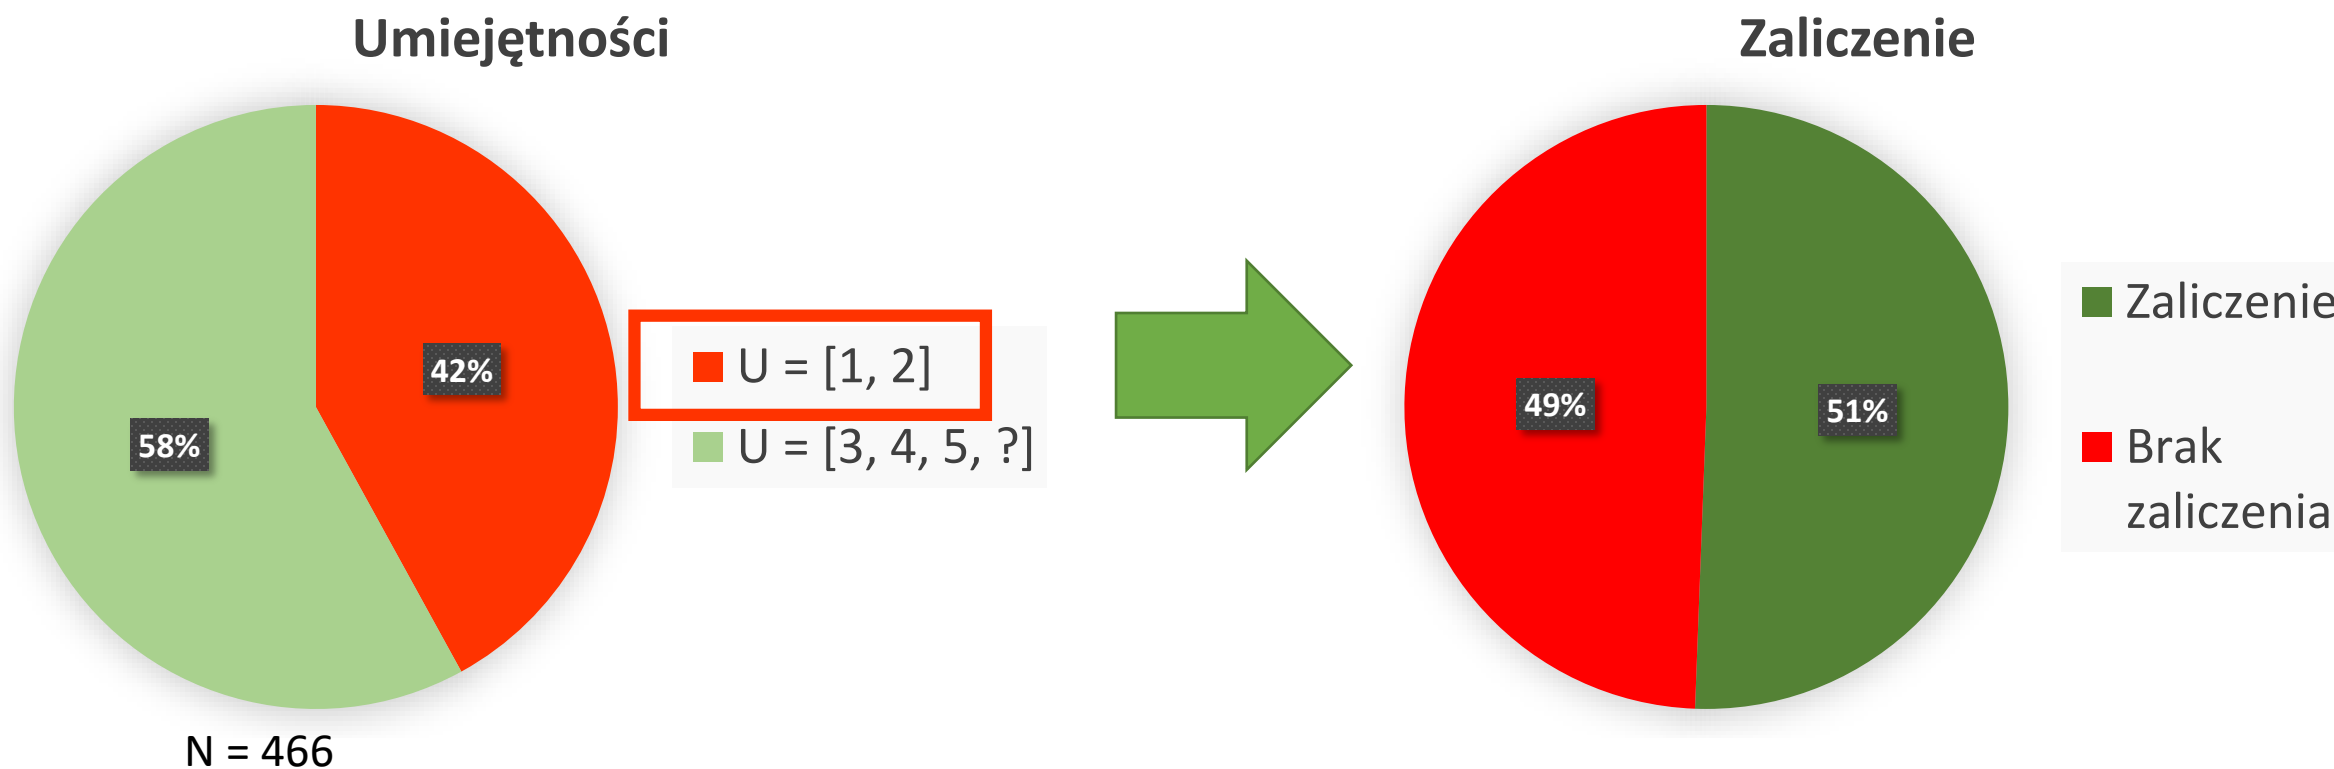 Umiejętności
42%
58%
U = [1, 2]
U = [3, 4, 5, ?]
N = 466
Zaliczenie
49%
51%
Zaliczenie
Brak
zaliczenia